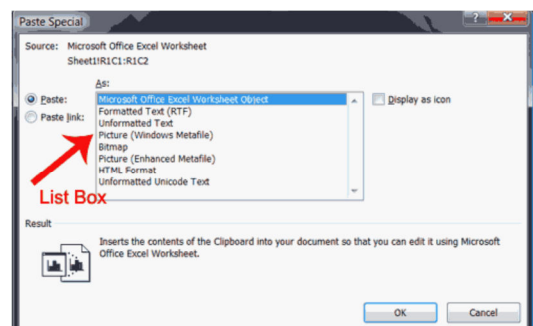 Paste Special
Source: Microsoft Office Excel Worksheet
Sheet1!R1C1:R1C2
As:
Paste:
Paste link:
Microsoft Office Excel Worksheet Object
Formatted Text (RTF)
Unformatted Text
Picture (Windows Metafile)
Bitmap
Picture (Enhanced Metafile)
HTML Format
Unformatted Unicode Text
Display as icon
List Box
Result
Inserts the contents of the Clipboard into your document so that you can edit it using Microsoft
Office Excel Worksheet.
OK
Cancel